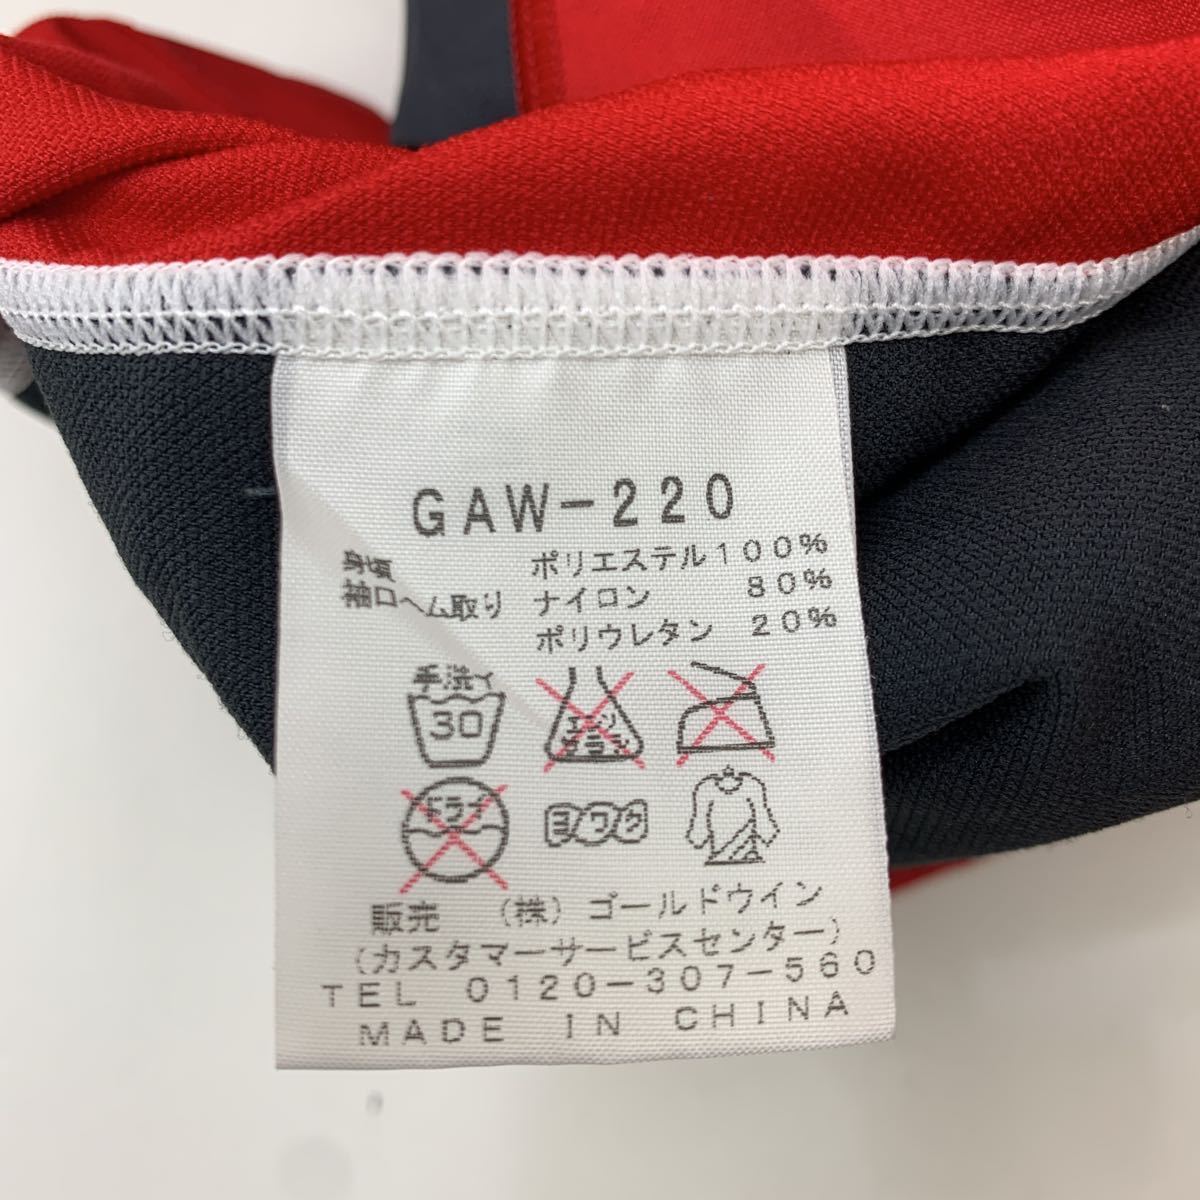 GAW-220
身頃 ポリエステル100%
袖口ヘム取り ナイロン 80%
ポリウレタン 20%
手洗イ
30
エンソ
サラシ
ドライ
ヨワク
販売 (株)ゴールドウイン
(カスタマーサービスセンター)
TEL 0120-307-560
MADE IN CHINA